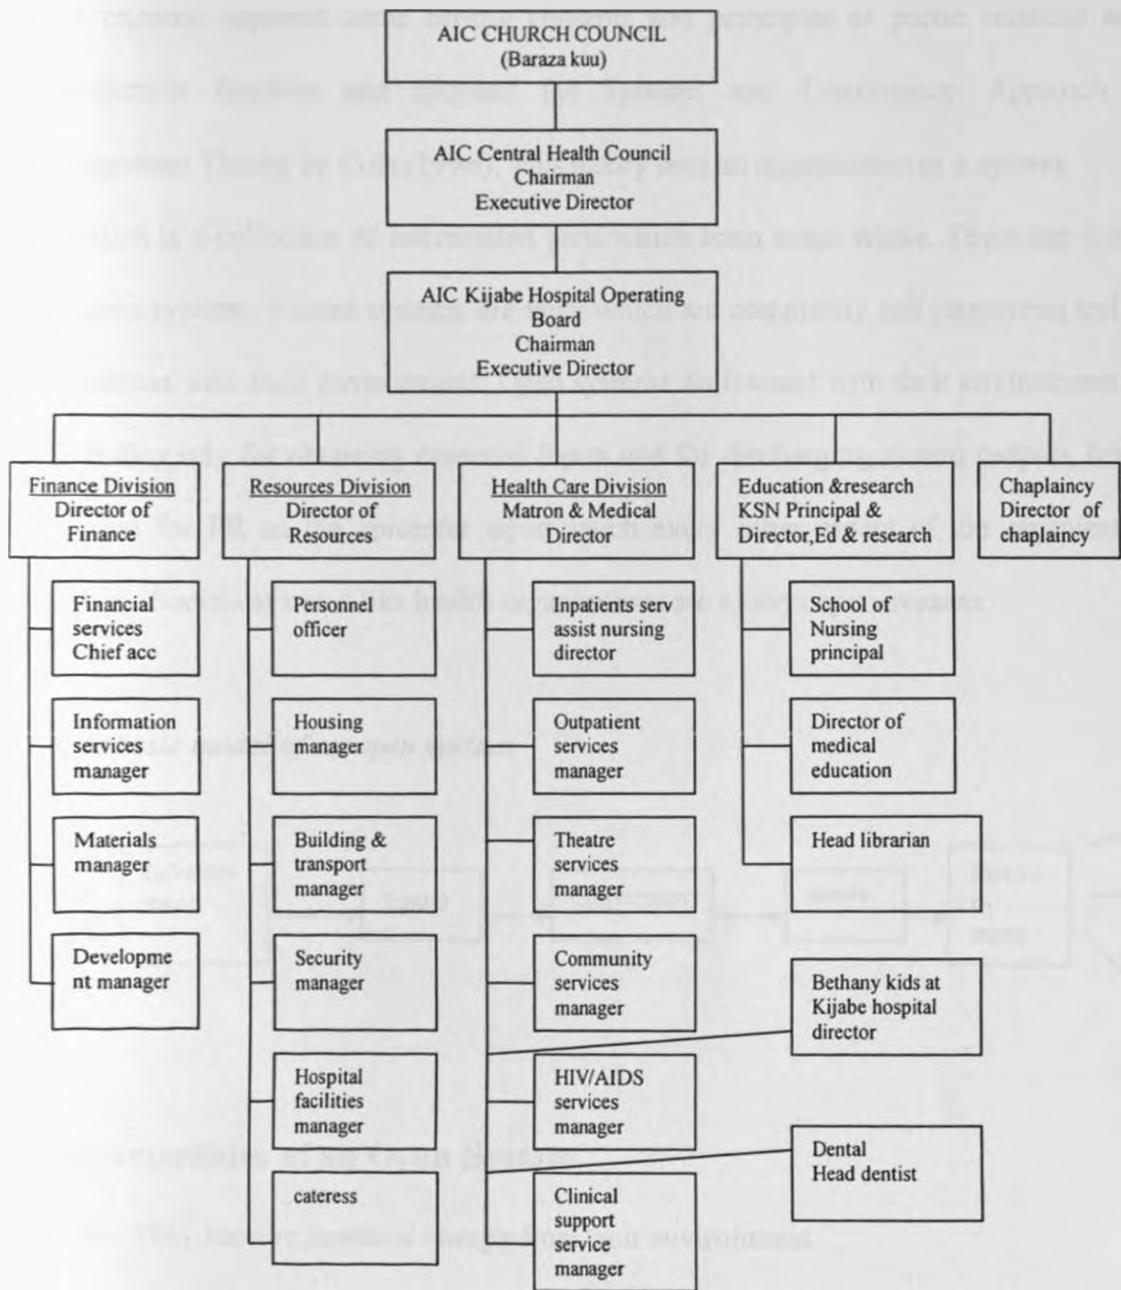 AIC CHURCH COUNCIL
(Baraza kuu)
AIC Central Health Council
Chairman
Executive Director
AIC Kijabe Hospital Operating
Board
Chairman
Executive Director
Finance Division
Director of
Finance
Resources Division
Director of
Resources
Health Care Division
Matron & Medical
Director
Education &research
KSN Principal &
Director,Ed & research
Chaplaincy
Director of
chaplaincy
Financial
services
Chief acc
Information
services
manager
Materials
manager
Developme
nt manager
Personnel
officer
Housing
manager
Building &
transport
manager
Security
manager
Hospital
facilities
manager
cateress
Inpatients serv
assist nursing
director
Outpatient
services
manager
Theatre
services
manager
Community
services
manager
HIV/AIDS
services
manager
Clinical
support
service
manager
School of
Nursing
principal
Director of
medical
education
Head librarian
Bethany kids at
Kijabe hospital
director
Dental
Head dentist